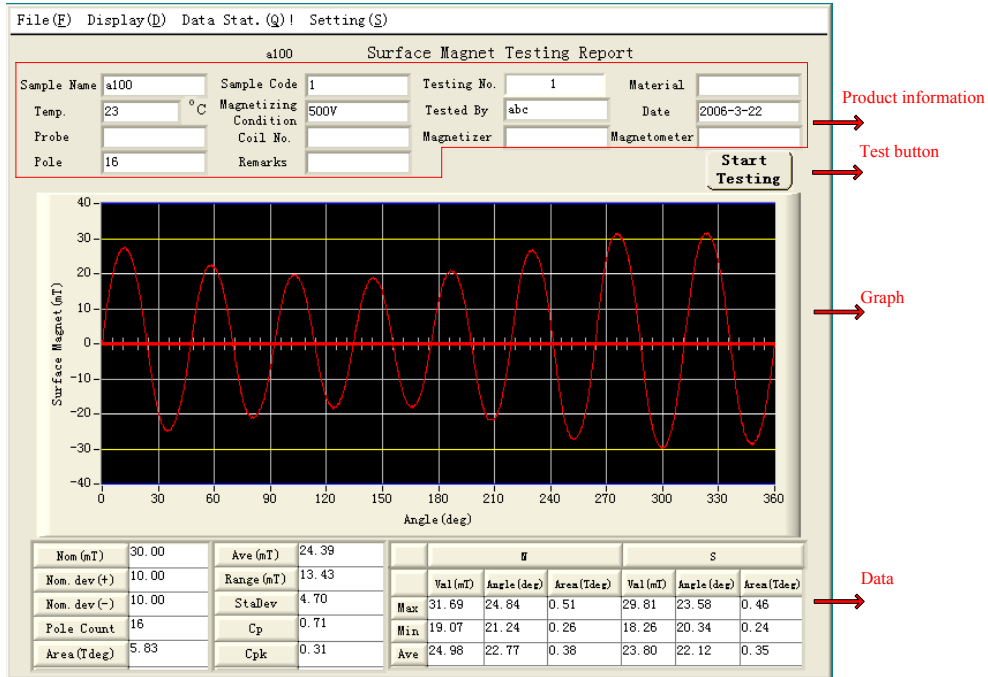 File(F) Display(D) Data Stat.(Q)! Setting(S)
a100 Surface Magnet Testing Report
Sample Name a100 Sample Code 1 Testing No. 1 Material
Temp. 23 °C Magnetizing Condition 500V Tested By abc Date 2006-3-22
Probe Coil No. Magnetizer Magnetometer
Pole 16 Remarks
Product information
Start Testing
Test button
Surface Magnet(mT)
40
30
20
10
0
-10
-20
-30
-40
0 30 60 90 120 150 180 210 240 270 300 330 360
Angle(deg)
Graph
Nom(mT) 30.00
Nom. dev(+) 10.00
Nom. dev(-) 10.00
Pole Count 16
Area(Tdeg) 5.83
Ave(mT) 24.39
Range(mT) 13.43
StaDev 4.70
Cp 0.71
Cpk 0.31
N S
Val(mT) Angle(deg) Area(Tdeg) Val(mT) Angle(deg) Area(Tdeg)
Max 31.69 24.84 0.51 29.81 23.58 0.46
Min 19.07 21.24 0.26 18.26 20.34 0.24
Ave 24.98 22.77 0.38 23.80 22.12 0.35
Data